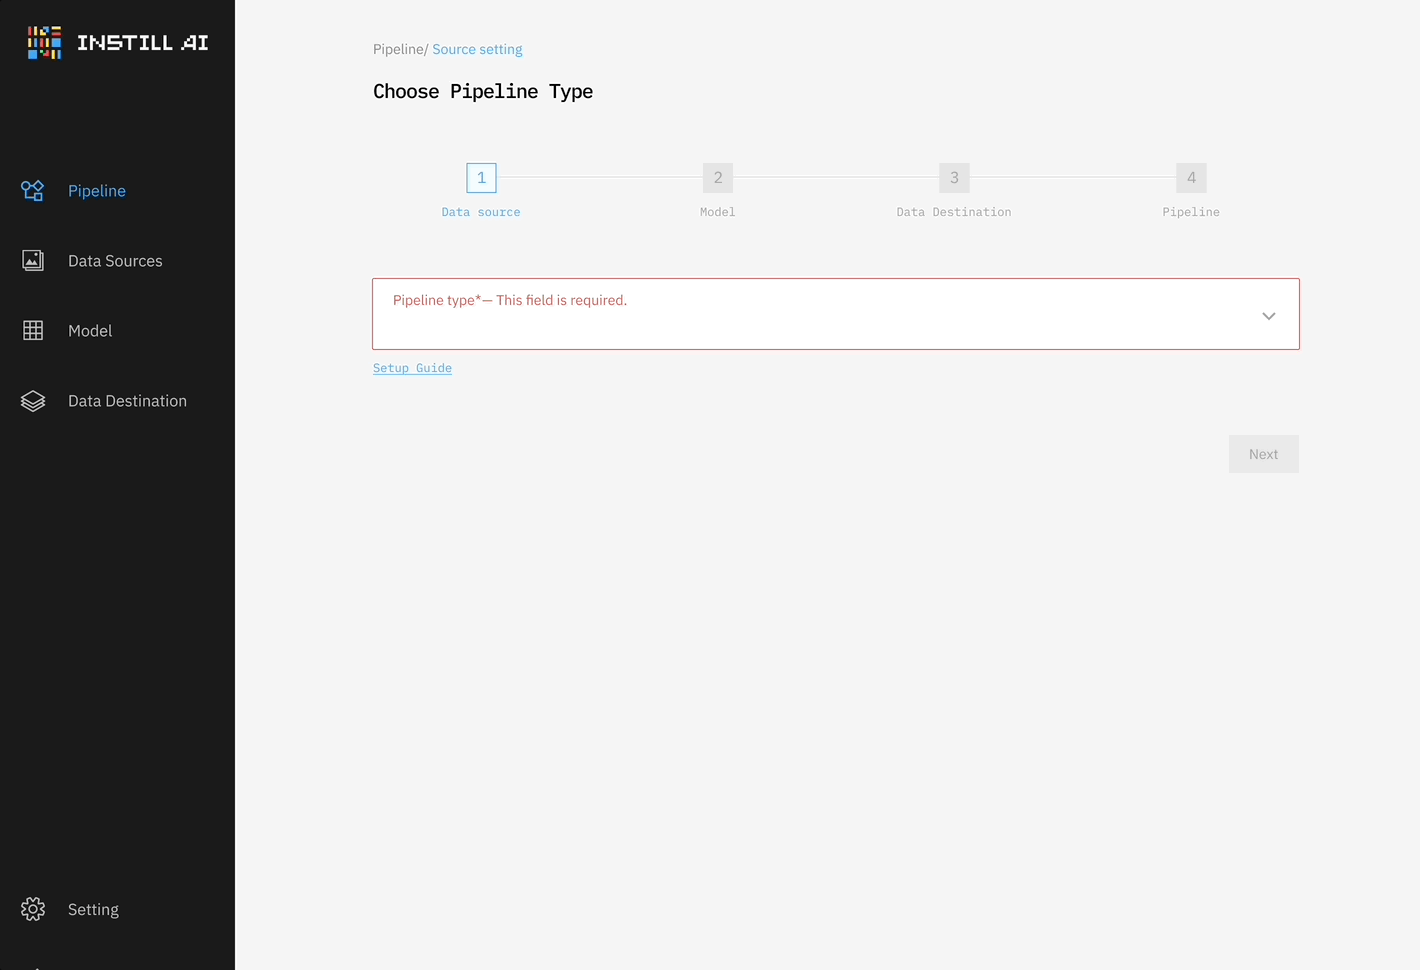 INSTILL AI
Pipeline
Data Sources
Model
Data Destination
Setting
Pipeline/ Source setting
Choose Pipeline Type
1
Data source
2
Model
3
Data Destination
4
Pipeline
Pipeline type*— This field is required.
Setup Guide
Next